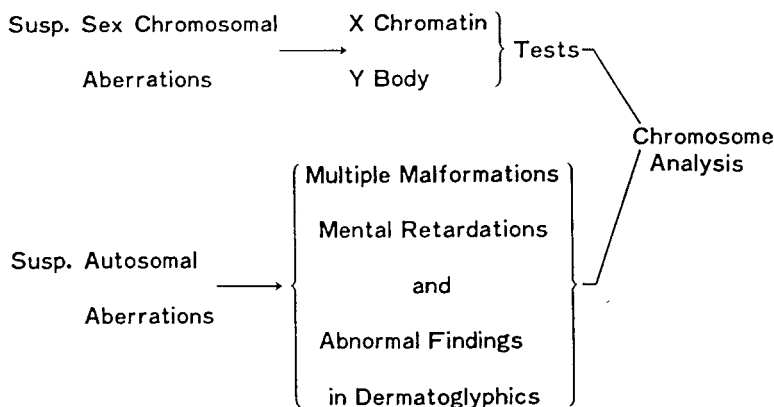 Susp. Sex Chromosomal
Aberrations
X Chromatin
Y Body
Tests
Chromosome
Analysis
Susp. Autosomal
Aberrations
Multiple Malformations
Mental Retardations
and
Abnormal Findings
in Dermatoglyphics